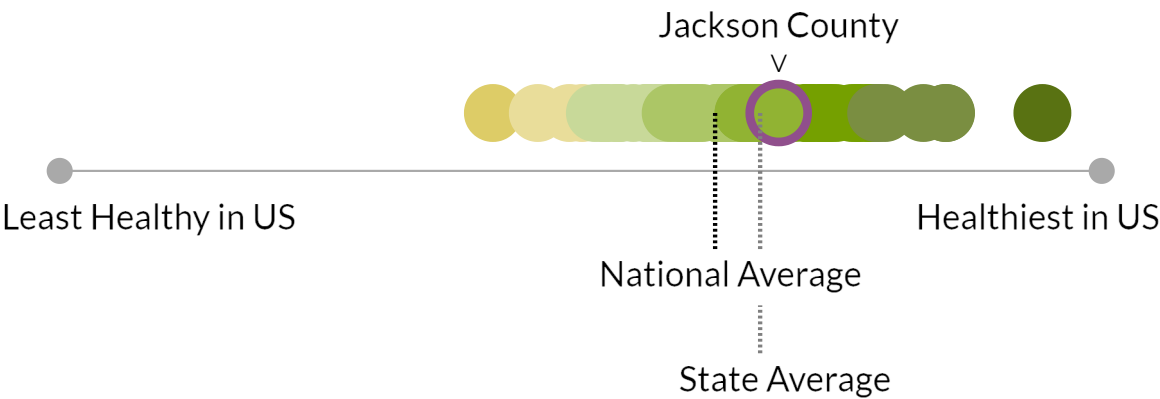 Jackson County
Least Healthy in US
Healthiest in US
National Average
State Average